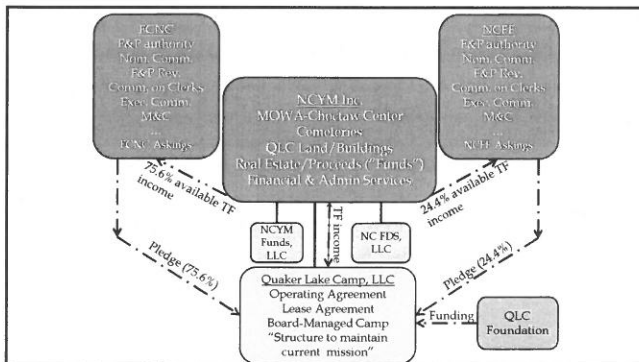 FCNC
F&P authority
Nom. Comm.
F&P Rev.
Comm. on Clerks
Exec. Comm.
M&C
...
FCNC Askings
NCYM Inc.
MOWA-Choctaw Center
Cemeteries
QLC Land/Buildings
Real Estate/Proceeds ("Funds")
Financial & Admin Services
NCFF
F&P authority
Nom. Comm.
F&P Rev.
Comm. on Clerks
Exec. Comm.
M&C
...
NCFF Askings
75.6% available TF
income
24.4% available TF
income
NYCM
Funds,
LLC
TF income
NC FDS,
LLC
Pledge (75.6%)
Pledge (24.4%)
Quaker Lake Camp, LLC
Operating Agreement
Lease Agreement
Board-Managed Camp
"Structure to maintain
current mission"
Funding
QLC
Foundation